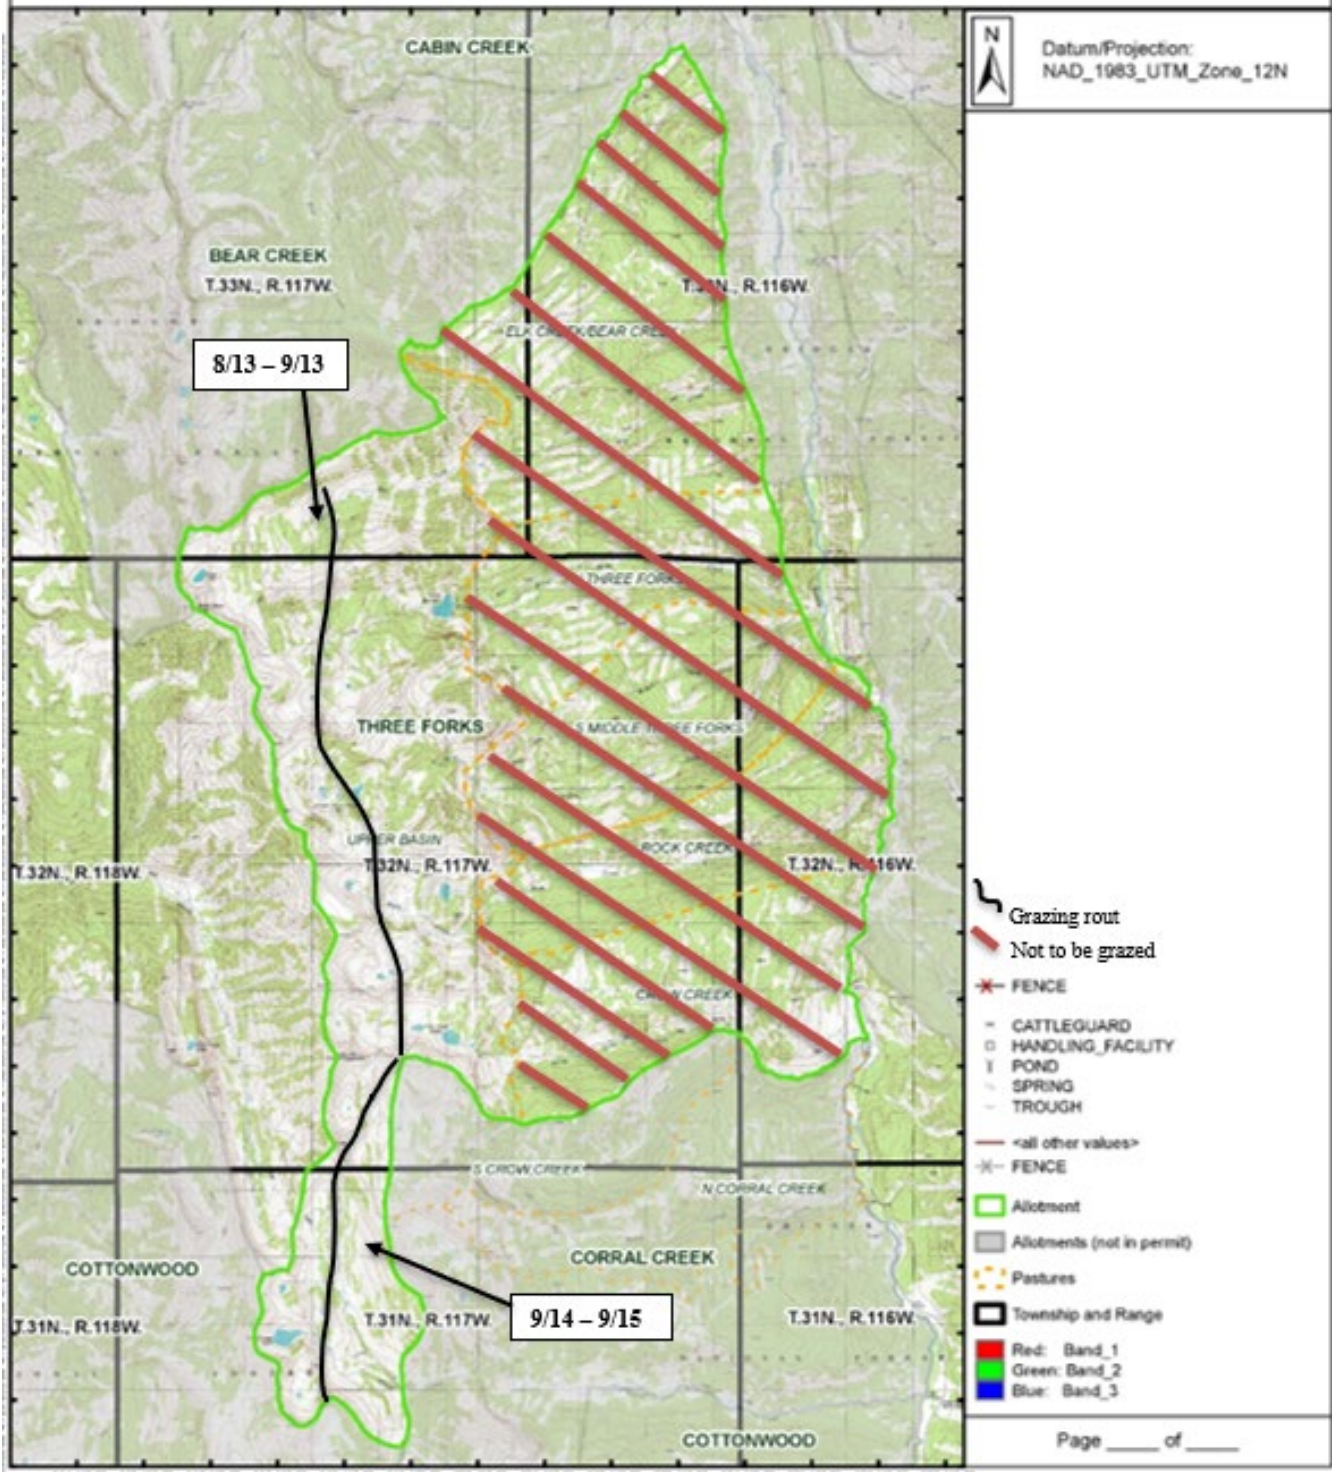 CABIN CREEK
BEAR CREEK
T.33N., R.117W.
8/13 – 9/13
ELK CREEK/BEAR CREEK
THREE FORKS
THREE FORKS
S MIDDLE THREE FORKS
UPPER BASIN
T.32N., R.117W.
ROCK CREEK
T.32N., R.118W.
CROW CREEK
S CROW CREEK
N CORRAL CREEK
COTTONWOOD
CORRAL CREEK
T.31N., R.118W.
T.31N., R.117W.
9/14 – 9/15
T.31N., R.116W.
COTTONWOOD
N
Datum/Projection:
NAD_1983_UTM_Zone_12N
Grazing rout
Not to be grazed
FENCE
CATTLEGUARD
HANDLING_FACILITY
POND
SPRING
TROUGH
<all other values>
FENCE
Allotment
Allotments (not in permit)
Pastures
Township and Range
Red: Band_1
Green: Band_2
Blue: Band_3
Page _____ of _____